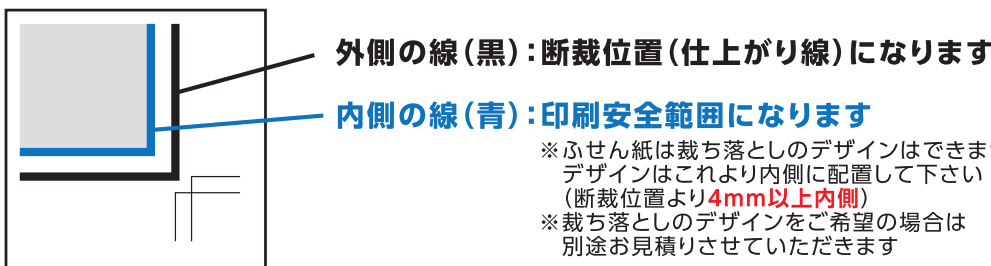 外側の線（黒）：断裁位置（仕上がり線）になります
内側の線（青）：印刷安全範囲になります
※ふせん紙は裁ち落としのデザインはできま
デザインはこれより内側に配置して下さい
（断裁位置より4mm以上内側）
※裁ち落としのデザインをご希望の場合は
別途お見積りさせていただきます